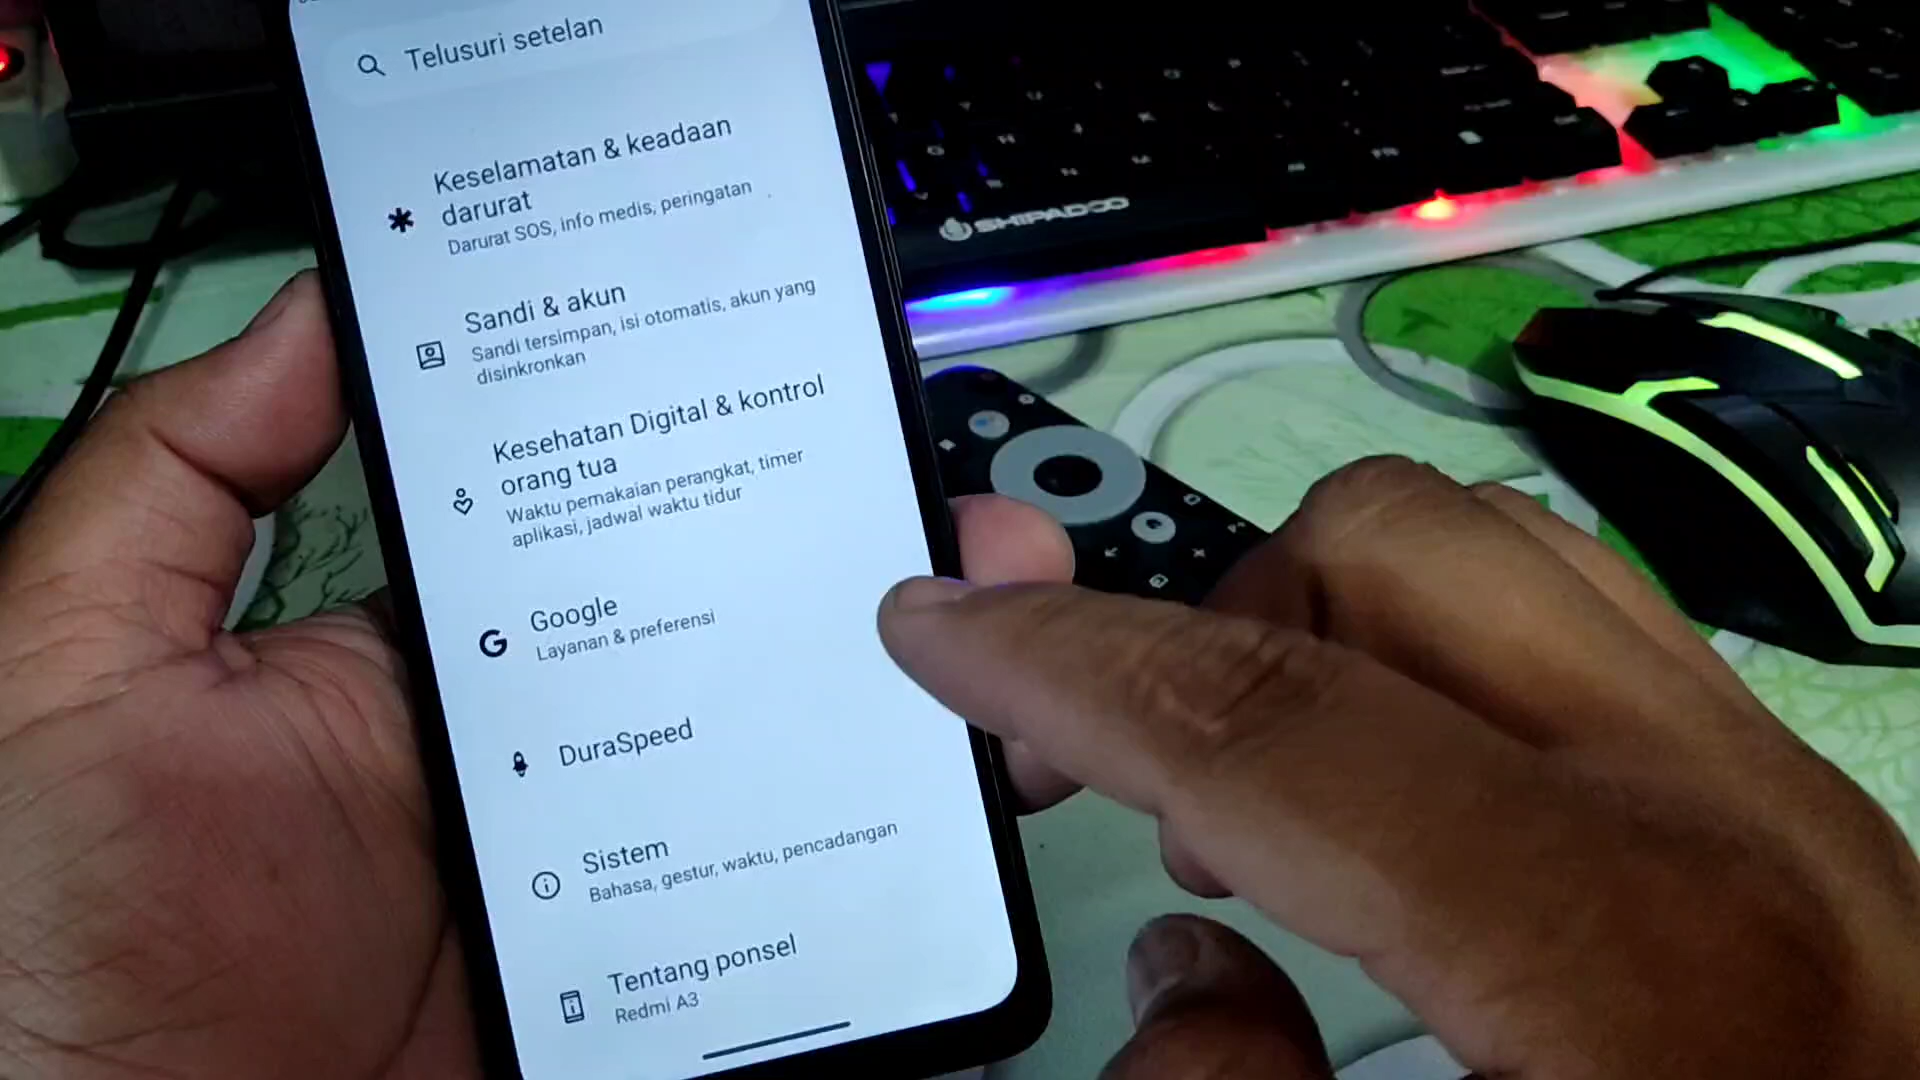 Telusuri setelan
Keselamatan & keadaan
darurat
Darurat SOS, info medis, peringatan
Sandi & akun
Sandi tersimpan, isi otomatis, akun yang
disinkronkan
Kesehatan Digital & kontrol
orang tua
Waktu pemakaian perangkat, timer
aplikasi, jadwal waktu tidur
Google
Layanan & preferensi
DuraSpeed
Sistem
Bahasa, gestur, waktu, pencadangan
Tentang ponsel
Redmi A3
SHIPADOO